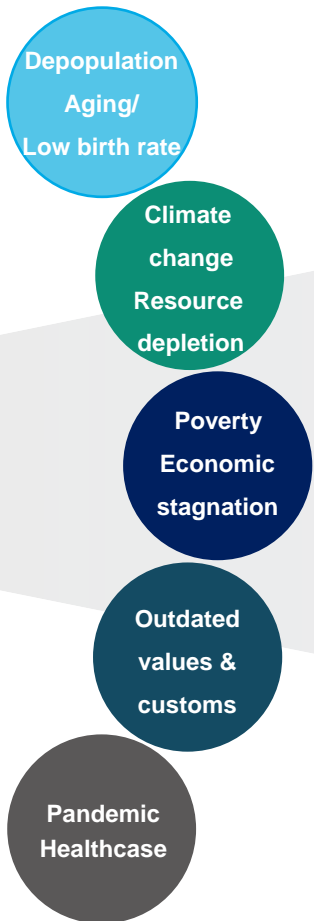 Depopulation
Aging/
Low birth rate
Climate
change
Resource
depletion
Poverty
Economic
stagnation
Outdated
values &
customs
Pandemic
Healthcase